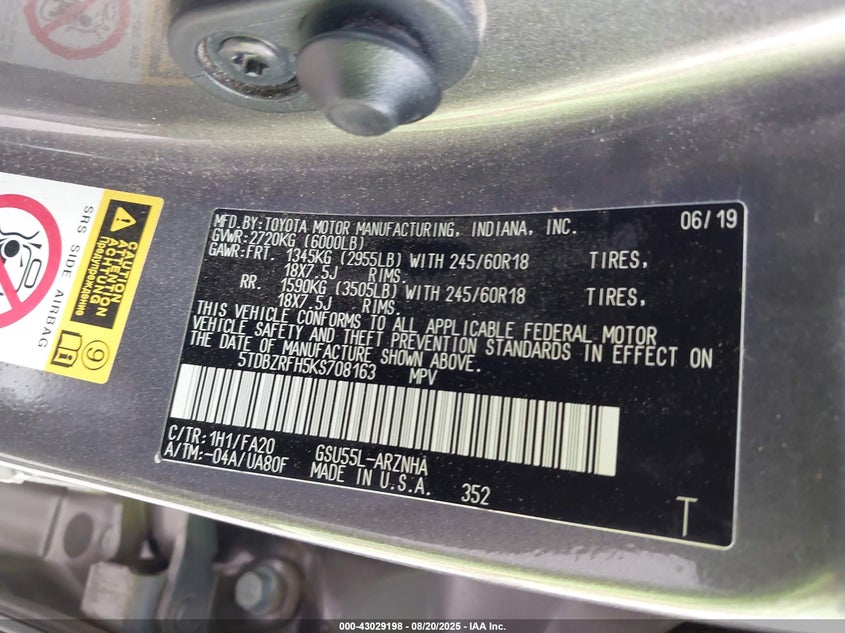 SRS SIDE AIRBAG
CAUTION
ATTENTION
ACHTUNG
Предупреждение
9
MFD.BY:TOYOTA MOTOR MANUFACTURING, INDIANA, INC. 06/19
GVWR:2720KG (6000LB)
GAWR:FRT. 1345KG (2955LB) WITH 245/60R18 TIRES,
18X7.5J RIMS.
RR. 1590KG (3505LB) WITH 245/60R18 TIRES,
18X7.5J RIMS.
THIS VEHICLE CONFORMS TO ALL APPLICABLE FEDERAL MOTOR
VEHICLE SAFETY AND THEFT PREVENTION STANDARDS IN EFFECT ON
THE DATE OF MANUFACTURE SHOWN ABOVE.
5TDBZRFH5KS708163 MPV
C/TR:1H1/FA20 GSU55L-ARZNHA
A/TM:-04A/UA80F MADE IN U.S.A. 352
T
000-43029198 - 08/20/2025 - IAA Inc.